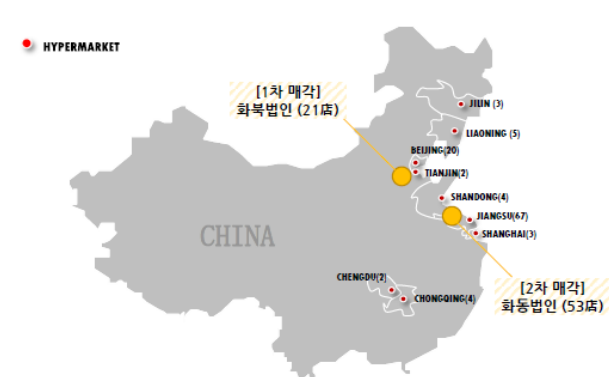 HYPERMARKET
[1차 매각]
화북법인 (21店)
JILIN (3)
LIAONING (5)
BEIJING(20)
TIANJIN(2)
SHANDONG(4)
JIANGSU(67)
SHANGHAI(3)
CHINA
CHENGDU(2)
CHONGQING(4)
[2차 매각]
화동법인 (53店)